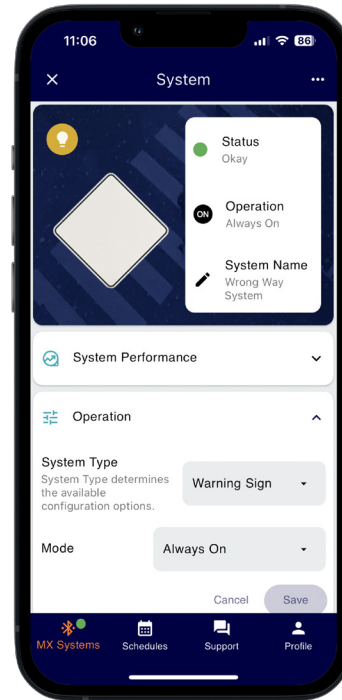 11:06
86
System
Status
Okay
ON
Operation
Always On
System Name
Wrong Way
System
System Performance
Operation
System Type
System Type determines
the available
configuration options.
Warning Sign
Mode
Always On
Cancel
Save
MX Systems
Schedules
Support
Profile